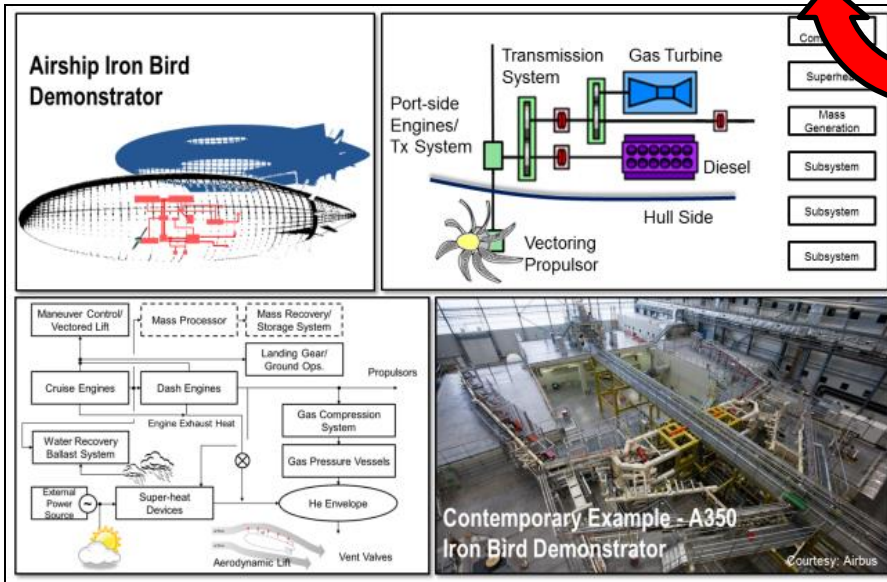 Airship Iron Bird
Demonstrator
Transmission
System
Gas Turbine
Port-side
Engines/
Tx System
Diesel
Hull Side
Vectoring
Propulsor
Mass
Generation
Subsystem
Subsystem
Subsystem
Maneuver Control/
Vectored Lift
Mass Processor
Mass Recovery/
Storage System
Landing Gear/
Ground Ops.
Propulsors
Cruise Engines
Dash Engines
Engine Exhaust Heat
Gas Compression
System
Water Recovery
Ballast System
Gas Pressure Vessels
External
Power
Source
~
Super-heat
Devices
He Envelope
Aerodynamic Lift
Vent Valves
Contemporary Example - A350
Iron Bird Demonstrator
Courtesy: Airbus